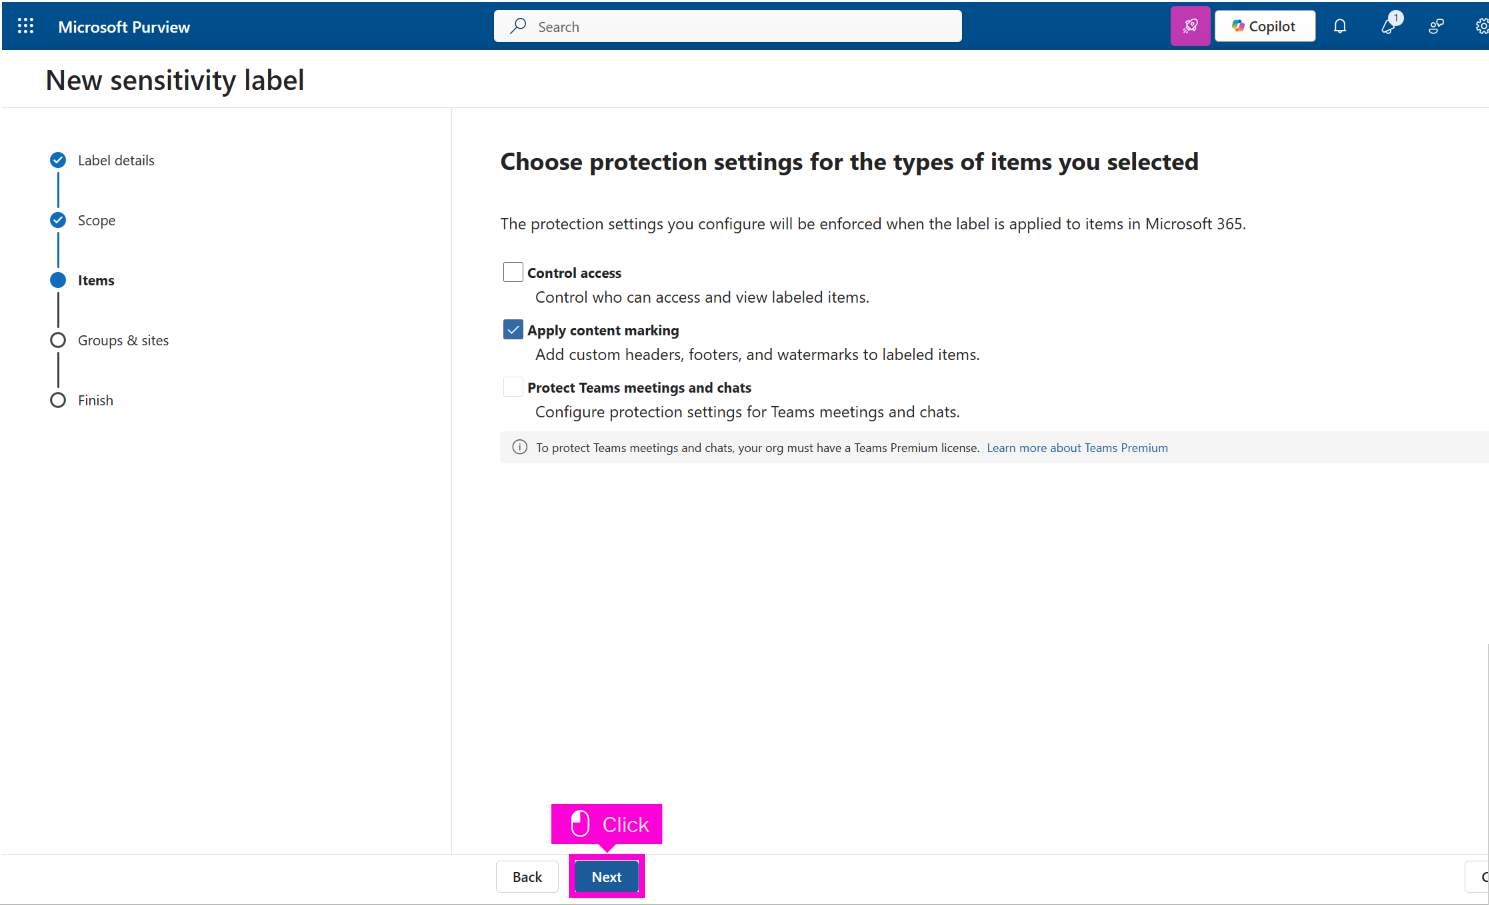 Microsoft Purview
Search
Copilot
1
New sensitivity label
Label details
Scope
Items
Groups & sites
Finish
Choose protection settings for the types of items you selected
The protection settings you configure will be enforced when the label is applied to items in Microsoft 365.
Control access
Control who can access and view labeled items.
Apply content marking
Add custom headers, footers, and watermarks to labeled items.
Protect Teams meetings and chats
Configure protection settings for Teams meetings and chats.
To protect Teams meetings and chats, your org must have a Teams Premium license. Learn more about Teams Premium
Click
Back
Next